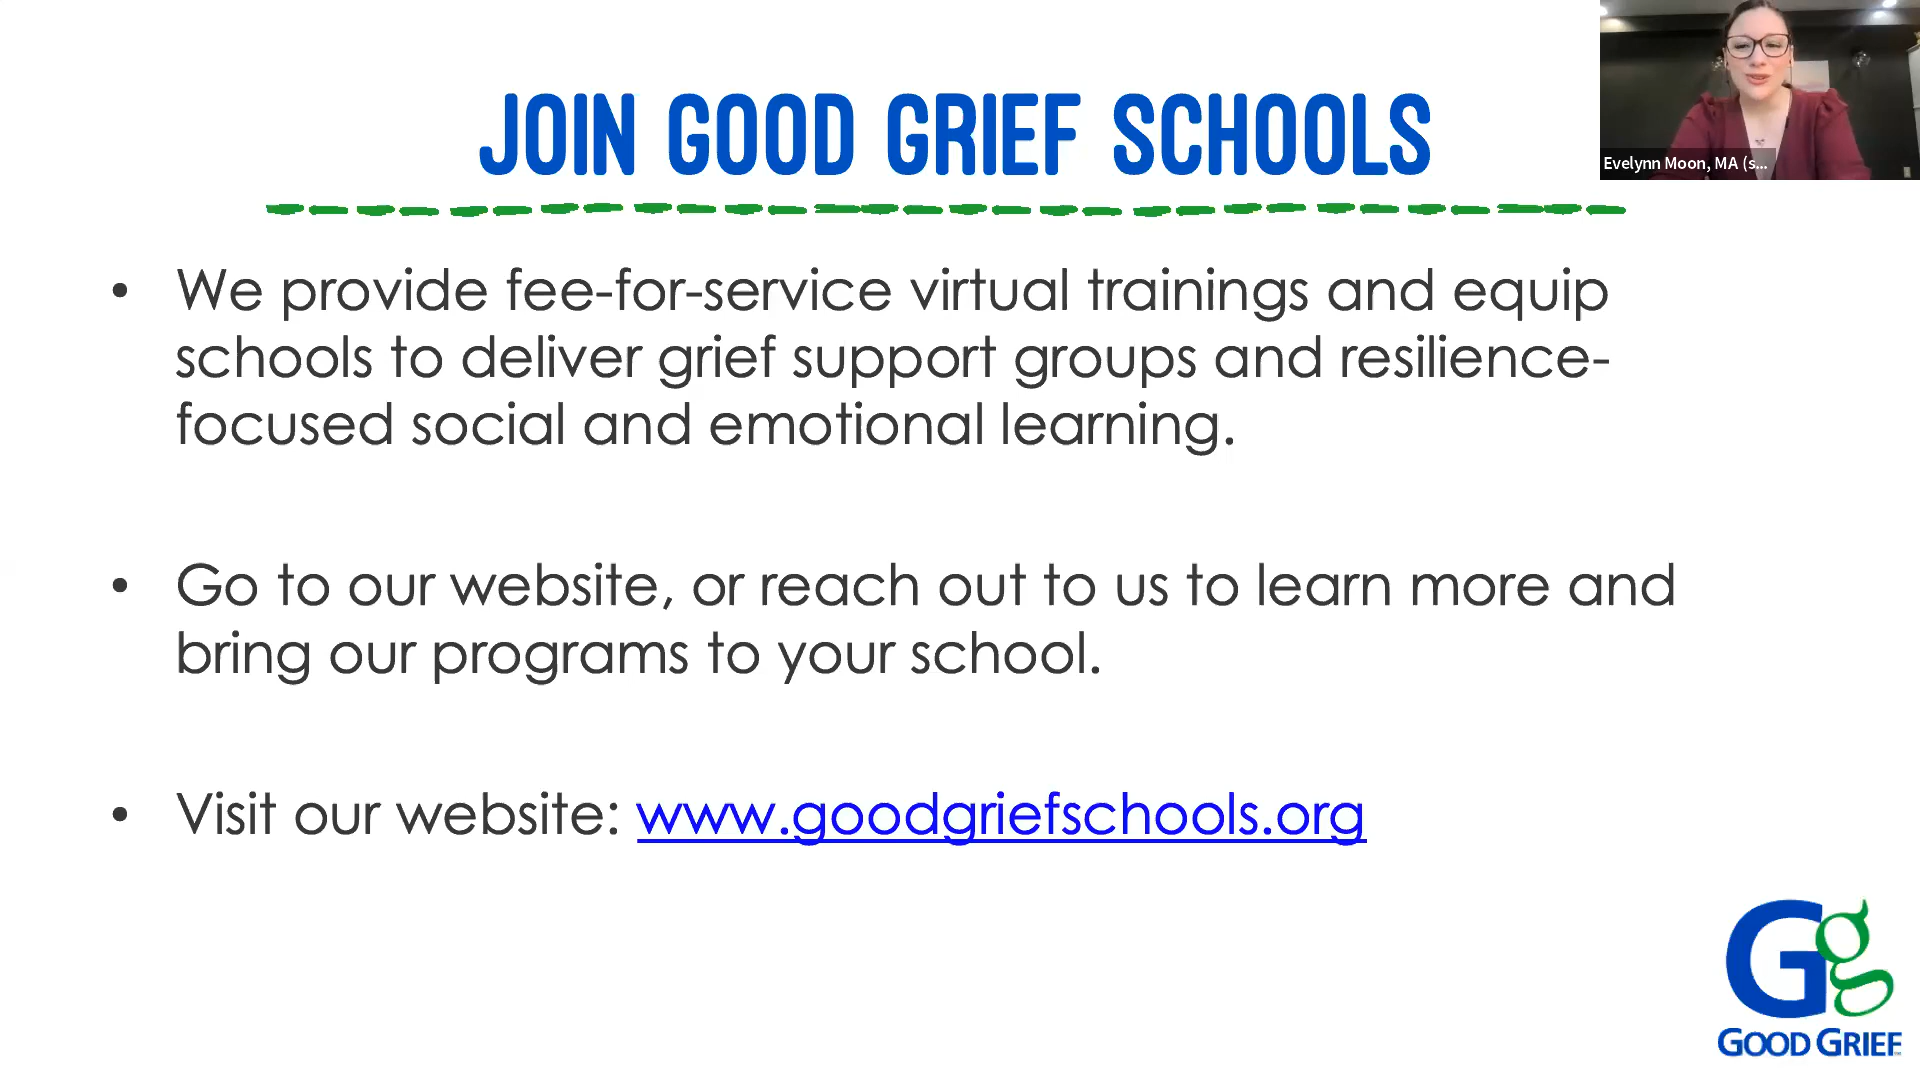 JOIN GOOD GRIEF SCHOOLS
Evelynn Moon, MA (s...
• We provide fee-for-service virtual trainings and equip
schools to deliver grief support groups and resilience-
focused social and emotional learning.
• Go to our website, or reach out to us to learn more and
bring our programs to your school.
• Visit our website: www.goodgriefschools.org
Gg
GOOD GRIEF